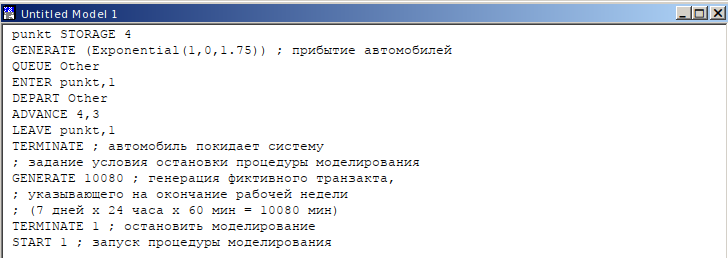 Untitled Model 1
punkt STORAGE 4
GENERATE (Exponential(1,0,1.75)) ; прибытие автомобилей
QUEUE Other
ENTER punkt,1
DEPART Other
ADVANCE 4,3
LEAVE punkt,1
TERMINATE ; автомобиль покидает систему
; задание условия остановки процедуры моделирования
GENERATE 10080 ; генерация фиктивного транзакта,
; указывающего на окончание рабочей недели
; (7 дней x 24 часа x 60 мин = 10080 мин)
TERMINATE 1 ; остановить моделирование
START 1 ; запуск процедуры моделирования